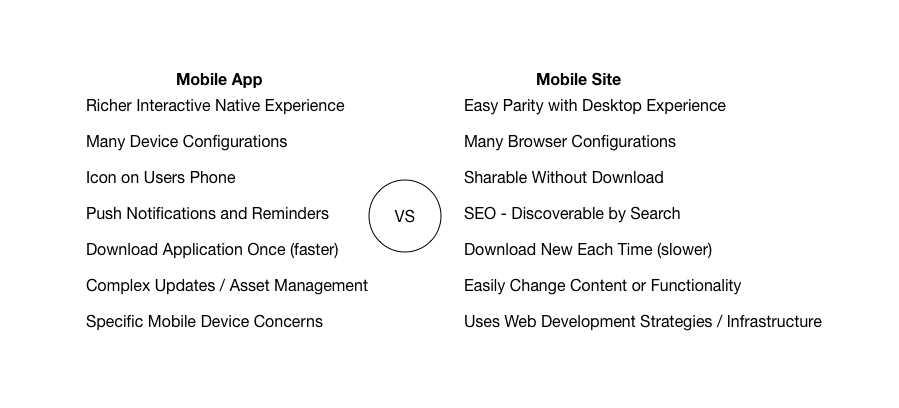 Mobile App
Richer Interactive Native Experience
Many Device Configurations
Icon on Users Phone
Push Notifications and Reminders
Download Application Once (faster)
Complex Updates / Asset Management
Specific Mobile Device Concerns
VS
Mobile Site
Easy Parity with Desktop Experience
Many Browser Configurations
Sharable Without Download
SEO - Discoverable by Search
Download New Each Time (slower)
Easily Change Content or Functionality
Uses Web Development Strategies / Infrastructure